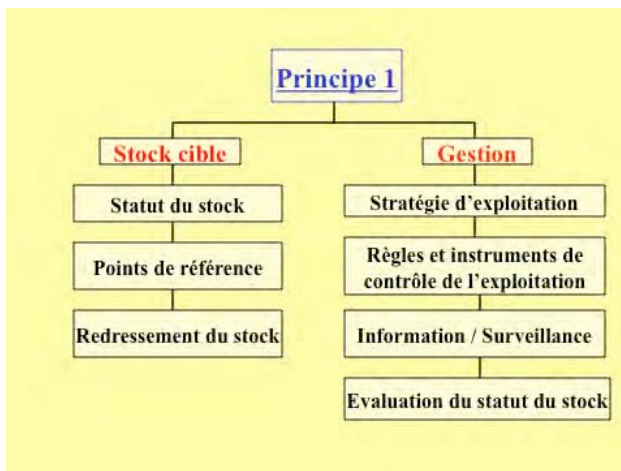 Principe 1
Stock cible
Statut du stock
Points de référence
Redressement du stock
Gestion
Stratégie d'exploitation
Règles et instruments de
contrôle de l'exploitation
Information / Surveillance
Evaluation du statut du stock